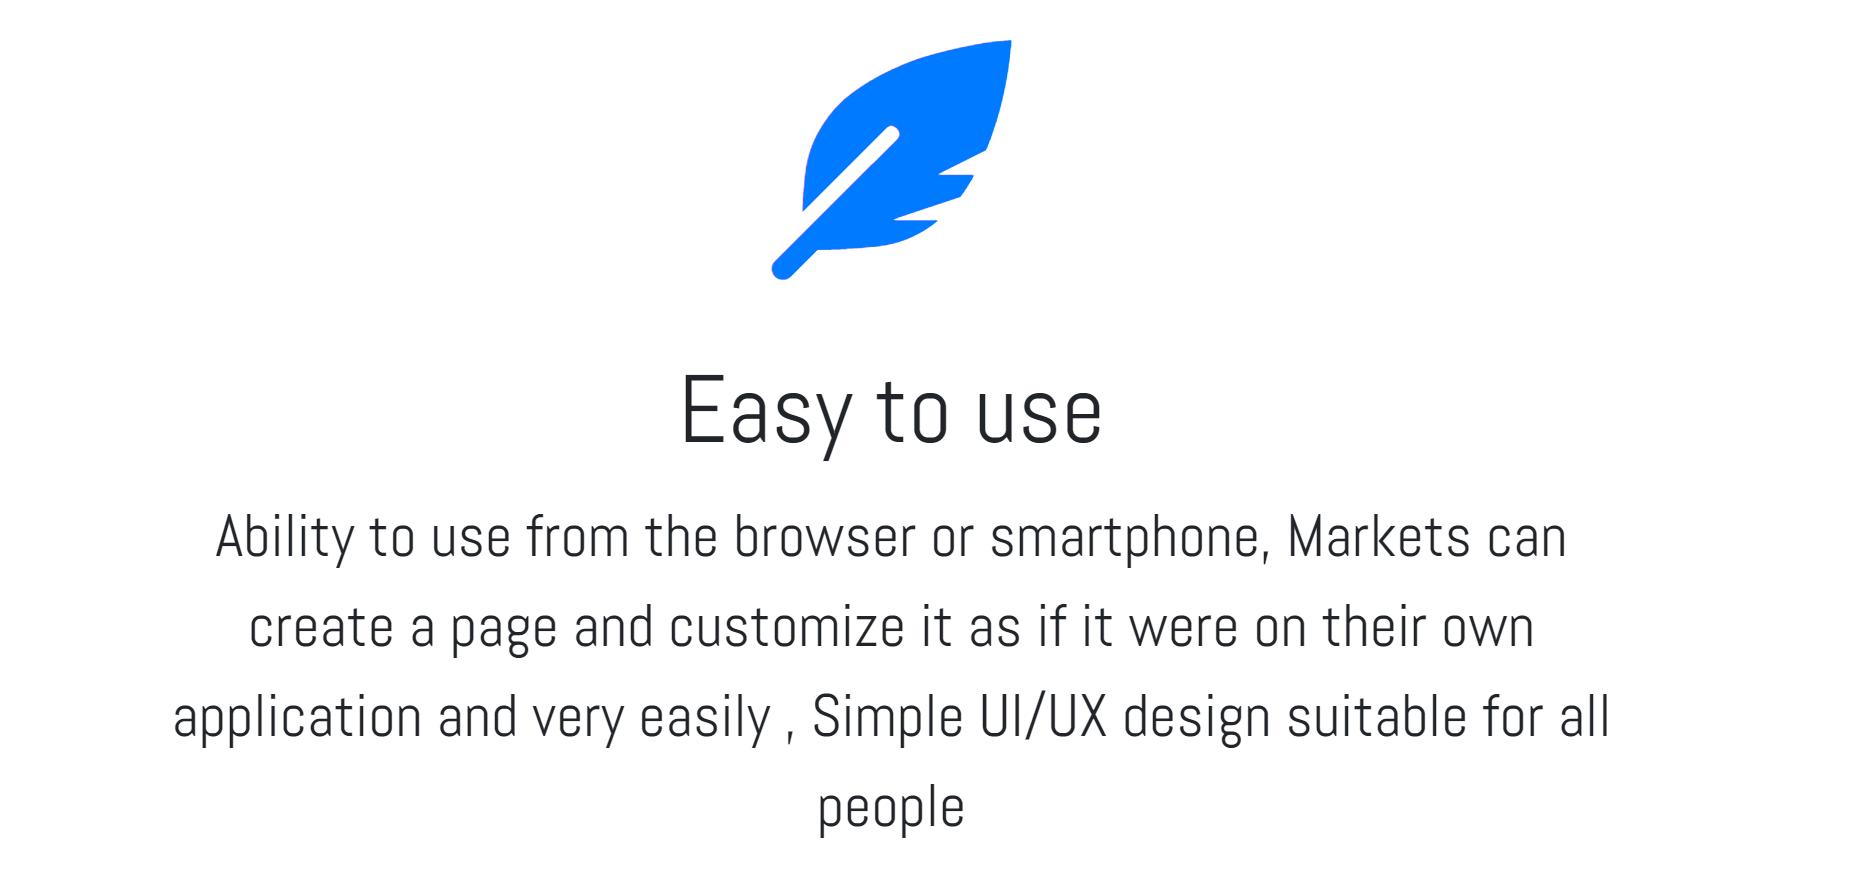 Easy to use
Ability to use from the browser or smartphone, Markets can
create a page and customize it as if it were on their own
application and very easily , Simple UI/UX design suitable for all
people